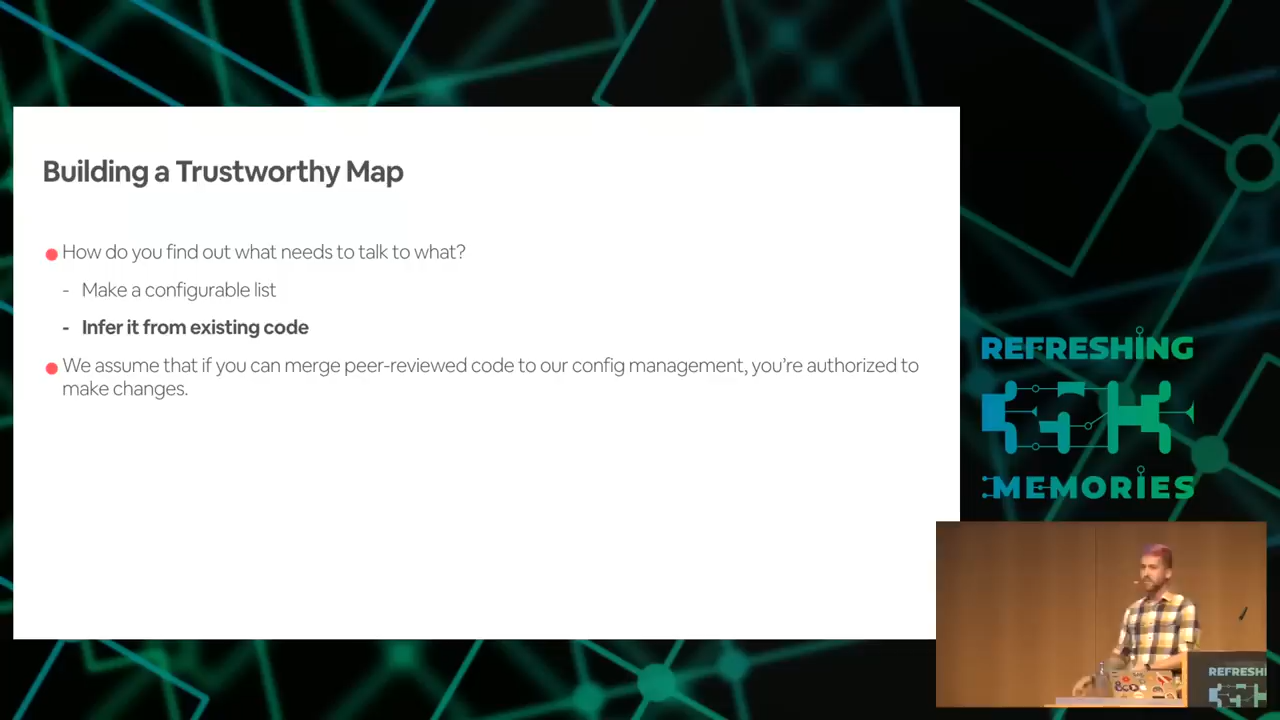 Building a Trustworthy Map
How do you find out what needs to talk to what?
- Make a configurable list
- Infer it from existing code
We assume that if you can merge peer-reviewed code to our config management, you’re authorized to
make changes.
REFRESHING
35C3
MEMORIES
REFRESHI